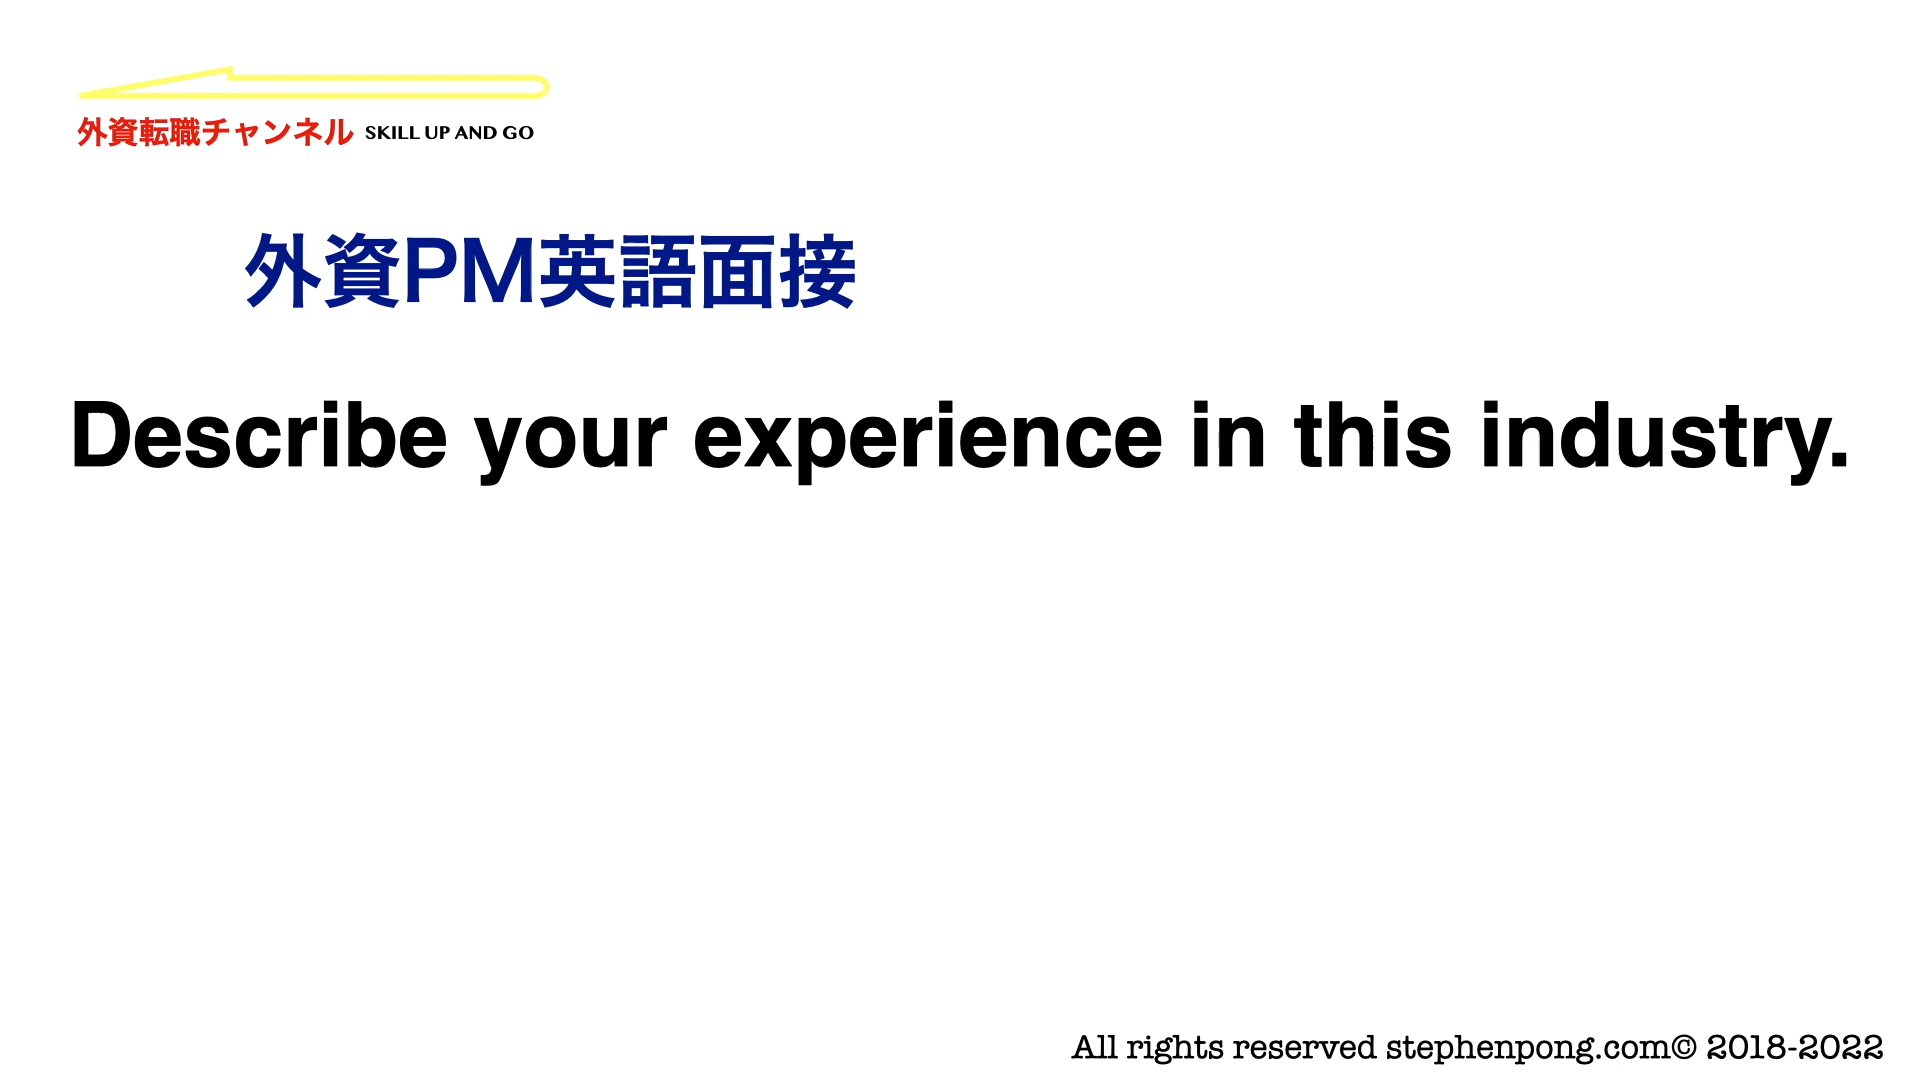 外資転職チャンネル SKILL UP AND GO
外資PM英語面接
Describe your experience in this industry.
All rights reserved stephenpong.com© 2018-2022